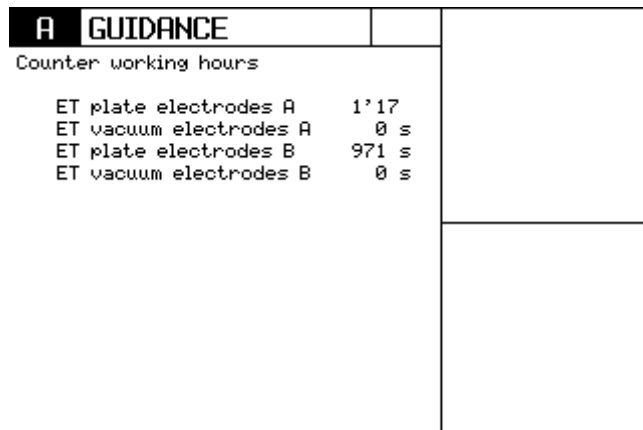 A GUIDANCE
Counter working hours
ET plate electrodes A 1'17
ET vacuum electrodes A 0 s
ET plate electrodes B 971 s
ET vacuum electrodes B 0 s